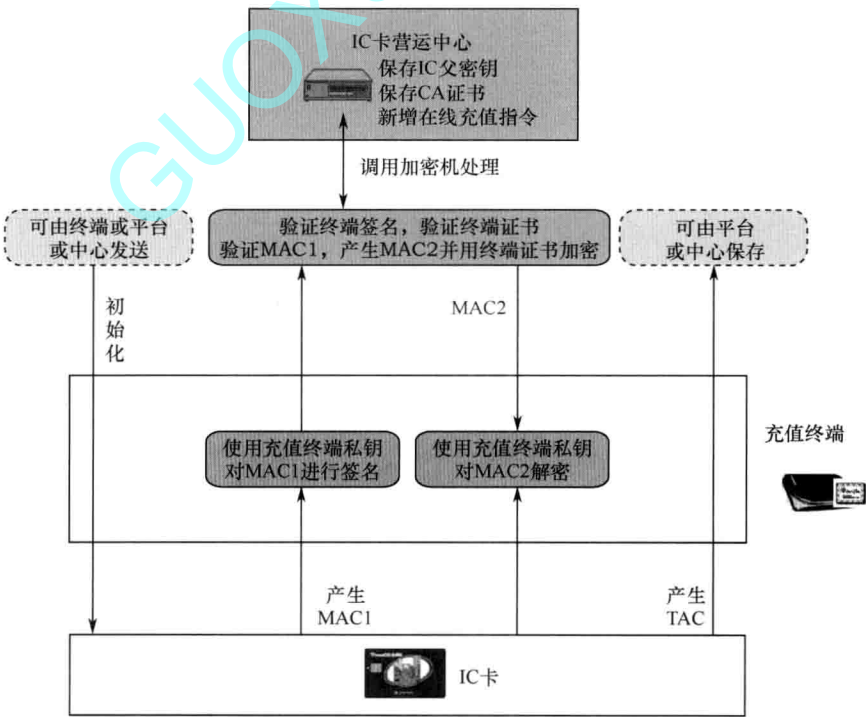 IC卡营运中心
保存IC父密钥
保存CA证书
新增在线充值指令
调用加密机处理
可由终端或平台
或中心发送
验证终端签名，验证终端证书
验证MAC1，产生MAC2并用终端证书加密
可由平台
或中心保存
初
始
化
MAC2
使用充值终端私钥
对MAC1进行签名
使用充值终端私钥
对MAC2解密
充值终端
产生
MAC1
产生
TAC
IC卡